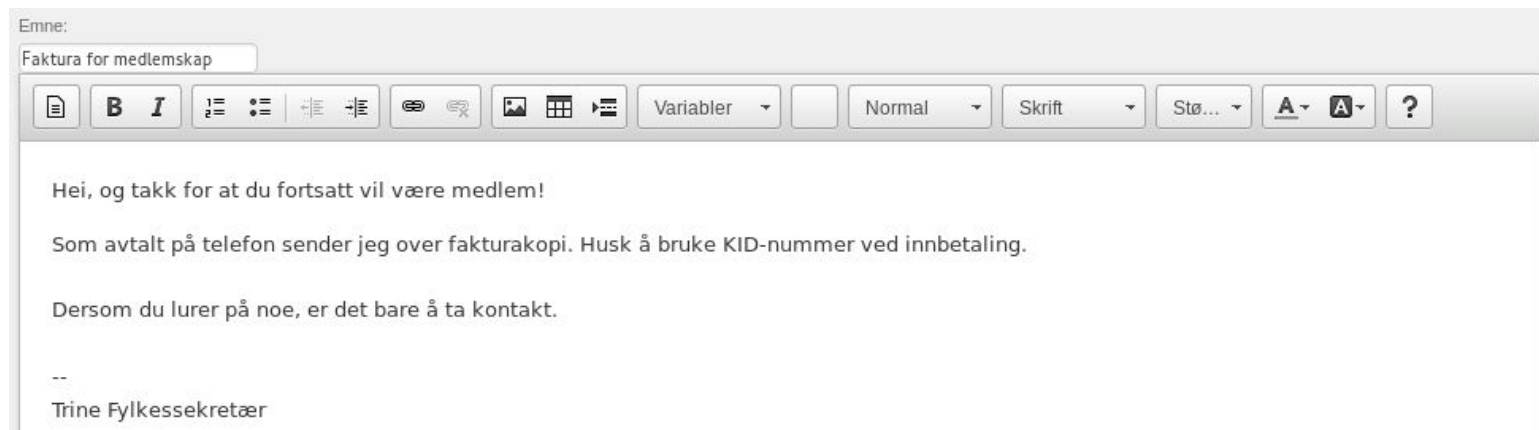 Emne:
Faktura for medlemskap
B I Variabler Normal Skrift Stø... A A ?
Hei, og takk for at du fortsatt vil være medlem!
Som avtalt på telefon sender jeg over fakturakopi. Husk å bruke KID-nummer ved innbetaling.
Dersom du lurer på noe, er det bare å ta kontakt.
--
Trine Fylkessekretær